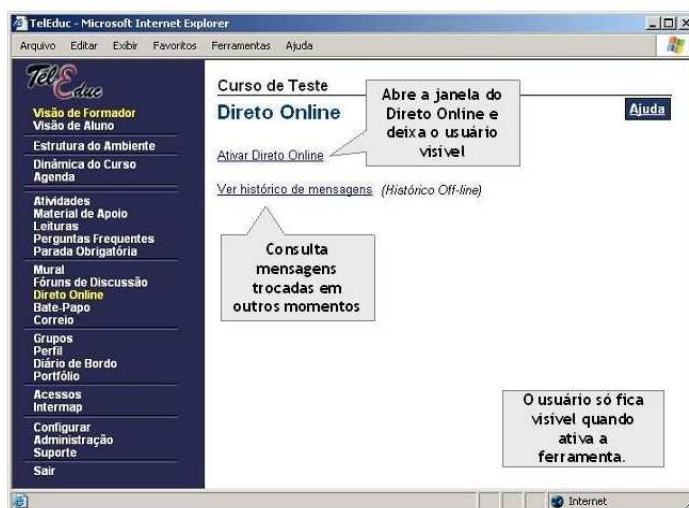 TelEduc - Microsoft Internet Explorer
Arquivo Editar Exibir Favoritos Ferramentas Ajuda
TelEduc
Visão de Formador
Visão de Aluno
Estrutura do Ambiente
Dinâmica do Curso
Agenda
Atividades
Material de Apoio
Leituras
Perguntas Frequentes
Parada Obrigatória
Mural
Fóruns de Discussão
Direto Online
Bate-Papo
Correio
Grupos
Perfil
Diário de Bordo
Portfólio
Acessos
Intermap
Configurar
Administração
Suporte
Sair
Curso de Teste
Direto Online
Ajuda
Abre a janela do
Direto Online e
deixa o usuário
visível
Ativar Direto Online
Ver histórico de mensagens (Histórico Off-line)
Consulta
mensagens
trocadas em
outros momentos
O usuário só fica
visível quando
ativa a
ferramenta.
Internet